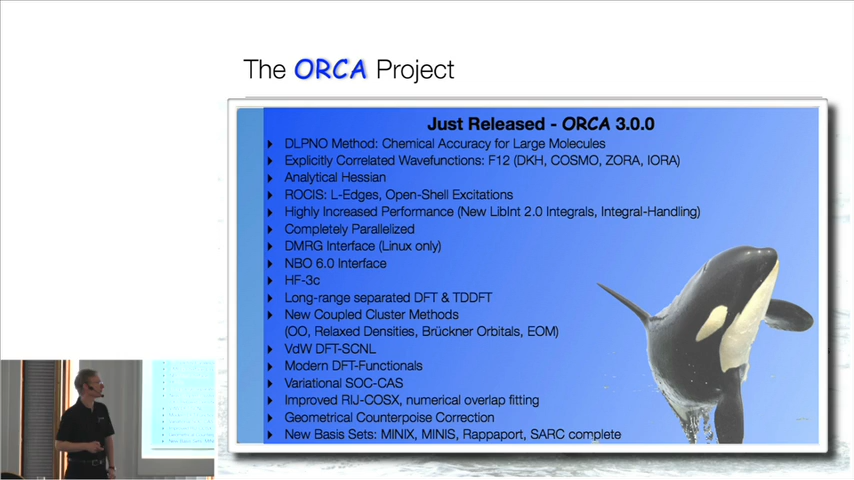 The ORCA Project
Just Released - ORCA 3.0.0
DLPNO Method: Chemical Accuracy for Large Molecules
Explicitly Correlated Wavefunctions: F12 (DKH, COSMO, ZORA, IORA)
Analytical Hessian
ROCIS: L-Edges, Open-Shell Excitations
Highly Increased Performance (New LibInt 2.0 Integrals, Integral-Handling)
Completely Parallelized
DMRG Interface (Linux only)
NBO 6.0 Interface
HF-3c
Long-range separated DFT & TDDFT
New Coupled Cluster Methods
(OO, Relaxed Densities, Brückner Orbitals, EOM)
VdW DFT-SCNL
Modern DFT-Functionals
Variational SOC-CAS
Improved RIJ-COSX, numerical overlap fitting
Geometrical Counterpoise Correction
New Basis Sets: MINIX, MINIS, Rappaport, SARC complete